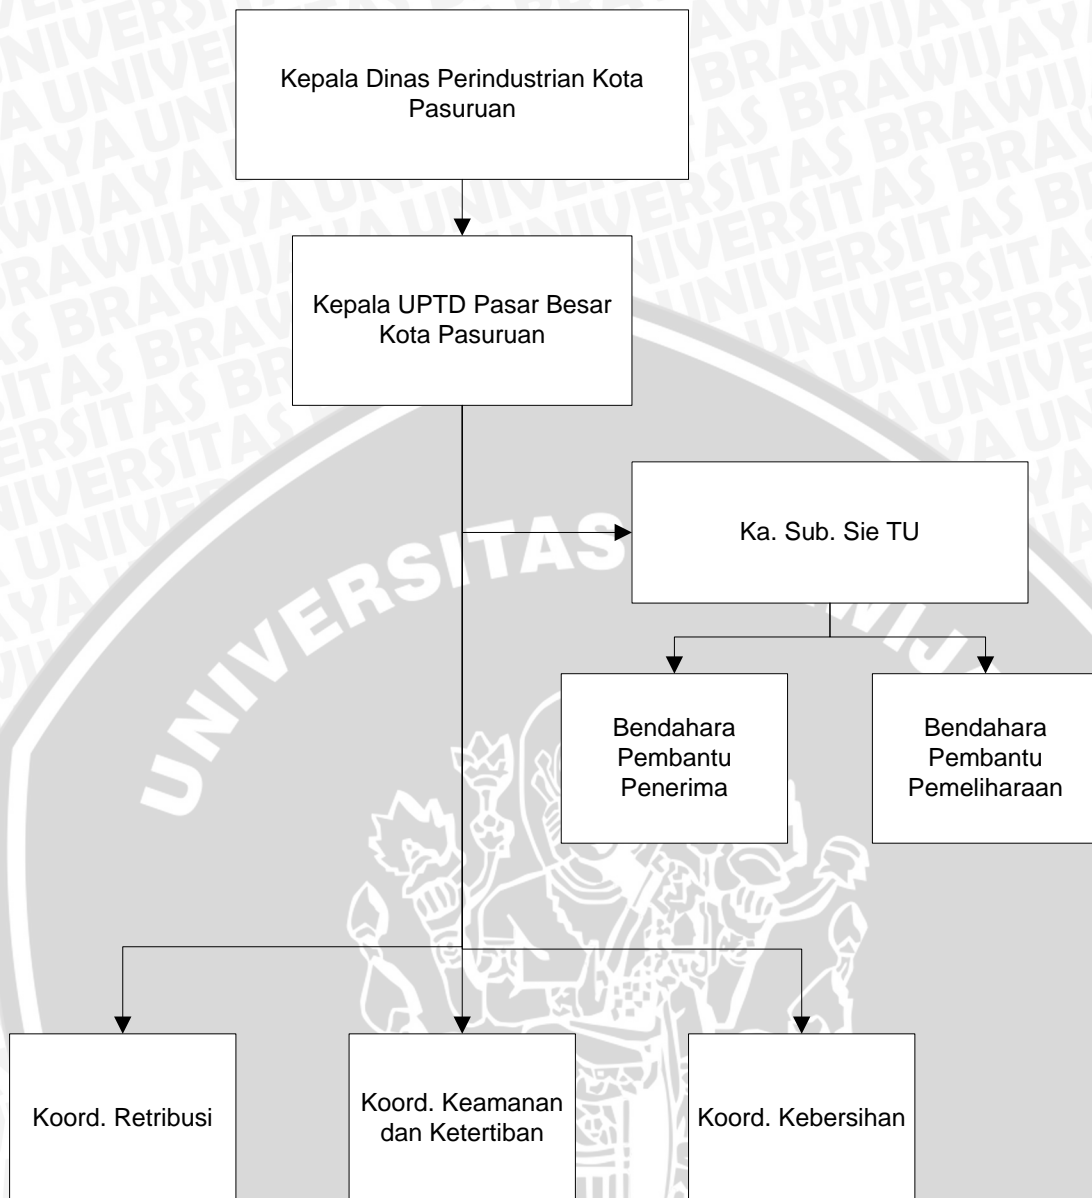 Kepala Dinas Perindustrian Kota
Pasuruan
Kepala UPTD Pasar Besar
Kota Pasuruan
Ka. Sub. Sie TU
Bendahara
Pembantu
Penerima
Bendahara
Pembantu
Pemeliharaan
Koord. Retribusi
Koord. Keamanan
dan Ketertiban
Koord. Kebersihan
UNIVERSITAS